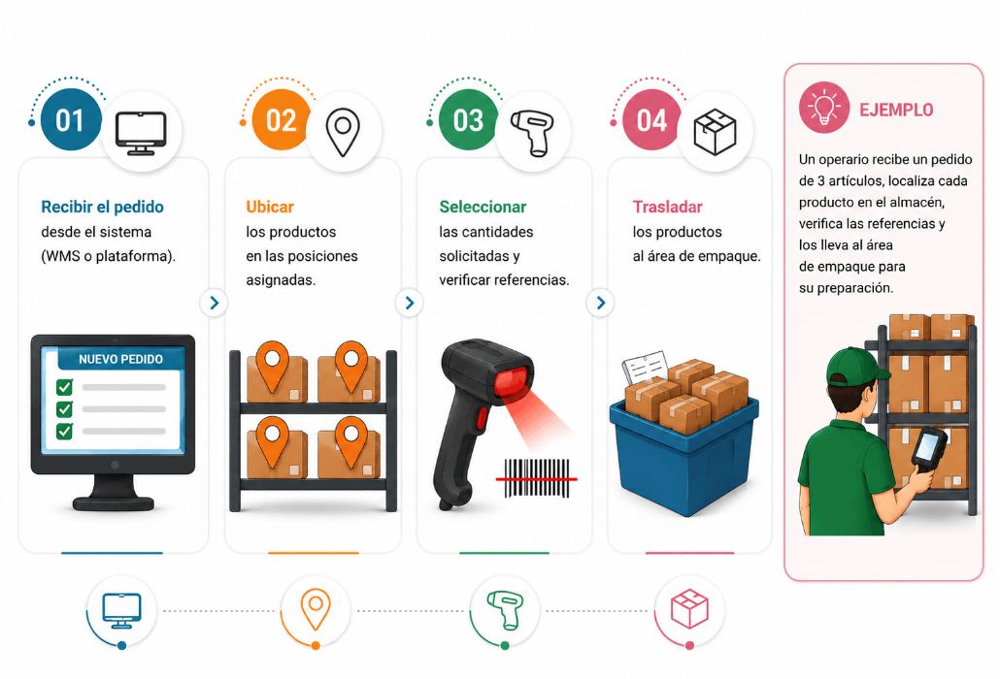 01
Recibir el pedido
desde el sistema
(WMS o plataforma).
NUEVO PEDIDO
02
Ubicar
los productos
en las posiciones
asignadas.
03
Seleccionar
las cantidades
solicitadas y
verificar referencias.
04
Trasladar
los productos
al área de empaque.
EJEMPLO
Un operario recibe un pedido
de 3 artículos, localiza cada
producto en el almacén,
verifica las referencias y
los lleva al área
de empaque para
su preparación.